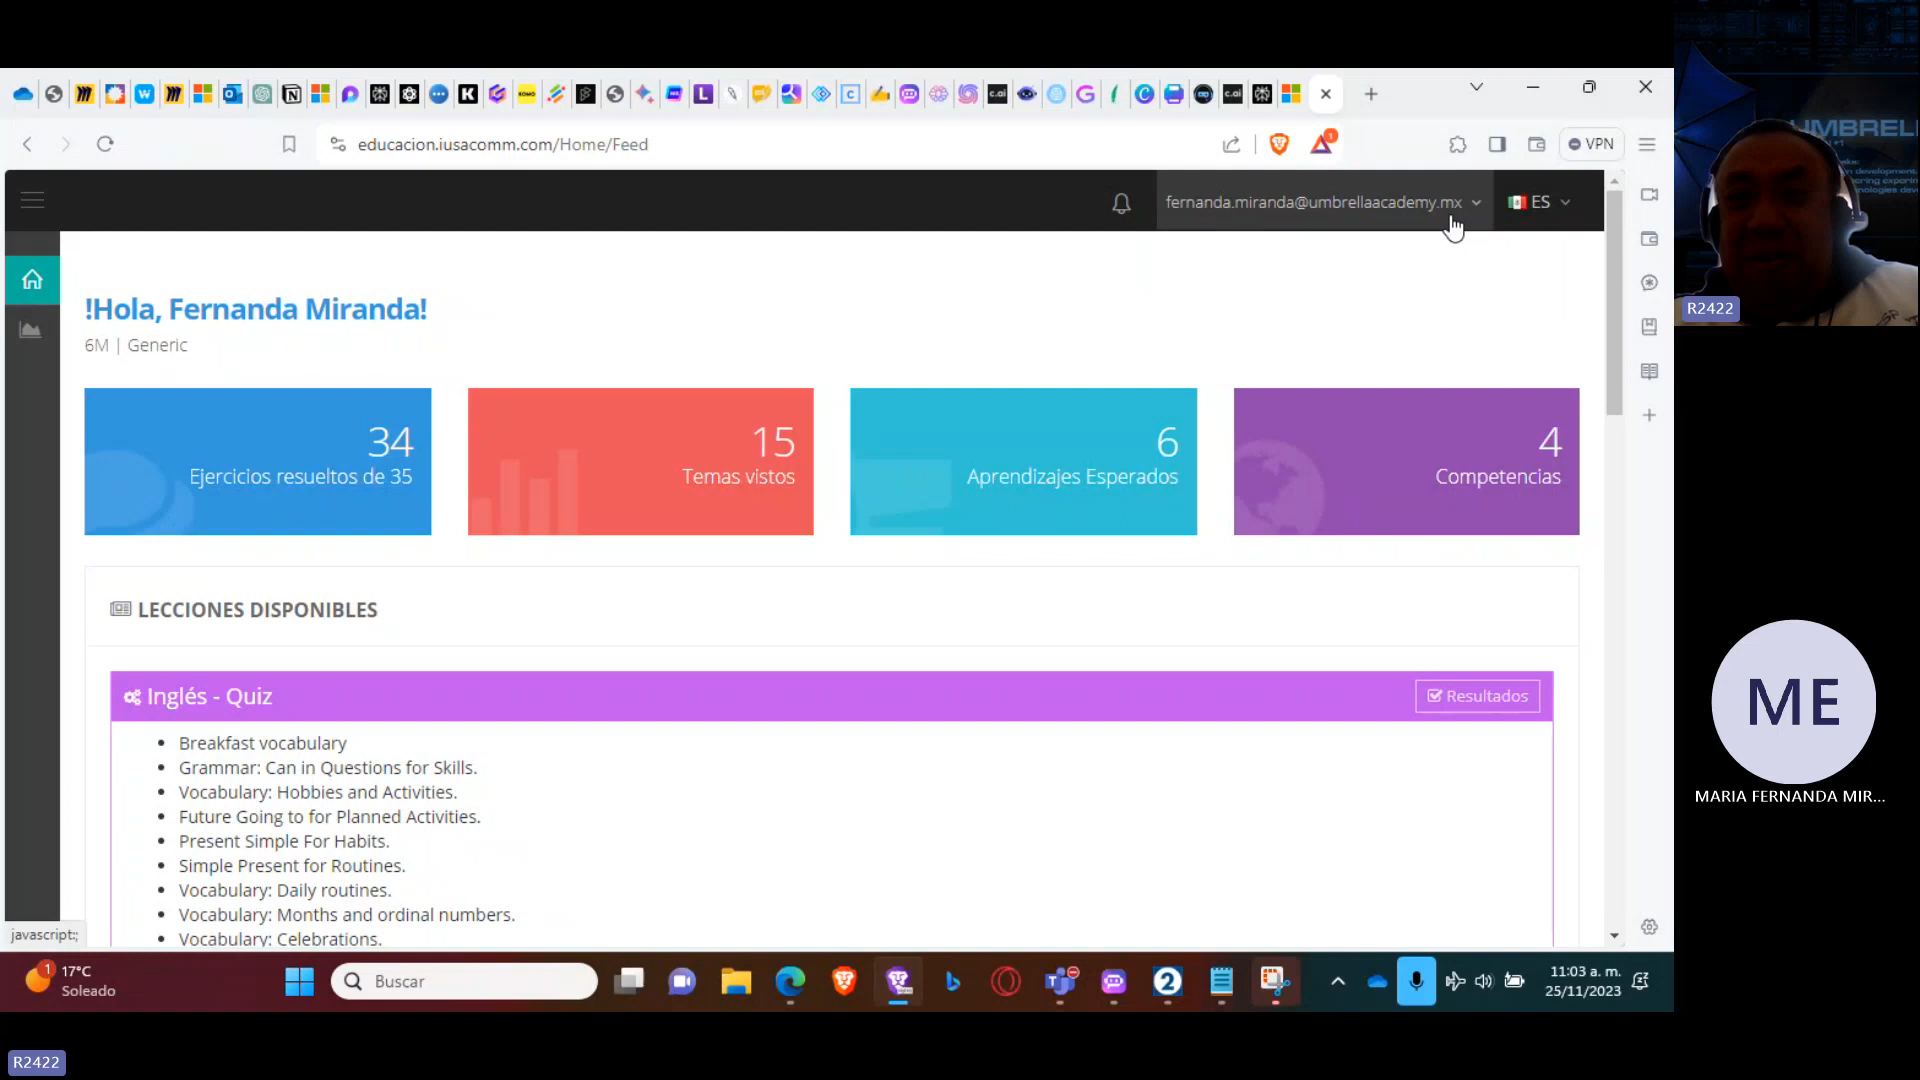 educacion.iusacomm.com/Home/Feed
VPN
fernanda.miranda@umbrellaacademy.mx
ES
!Hola, Fernanda Miranda!
6M | Generic
34
Ejercicios resueltos de 35
15
Temas vistos
6
Aprendizajes Esperados
4
Competencias
LECCIONES DISPONIBLES
Inglés - Quiz
Resultados
Breakfast vocabulary
Grammar: Can in Questions for Skills.
Vocabulary: Hobbies and Activities.
Future Going to for Planned Activities.
Present Simple For Habits.
Simple Present for Routines.
Vocabulary: Daily routines.
Vocabulary: Months and ordinal numbers.
Vocabulary: Celebrations.
javascript:;
1
17°C
Soleado
Buscar
11:03 a. m.
25/11/2023
R2422
ME
MARIA FERNANDA MIR...
R2422